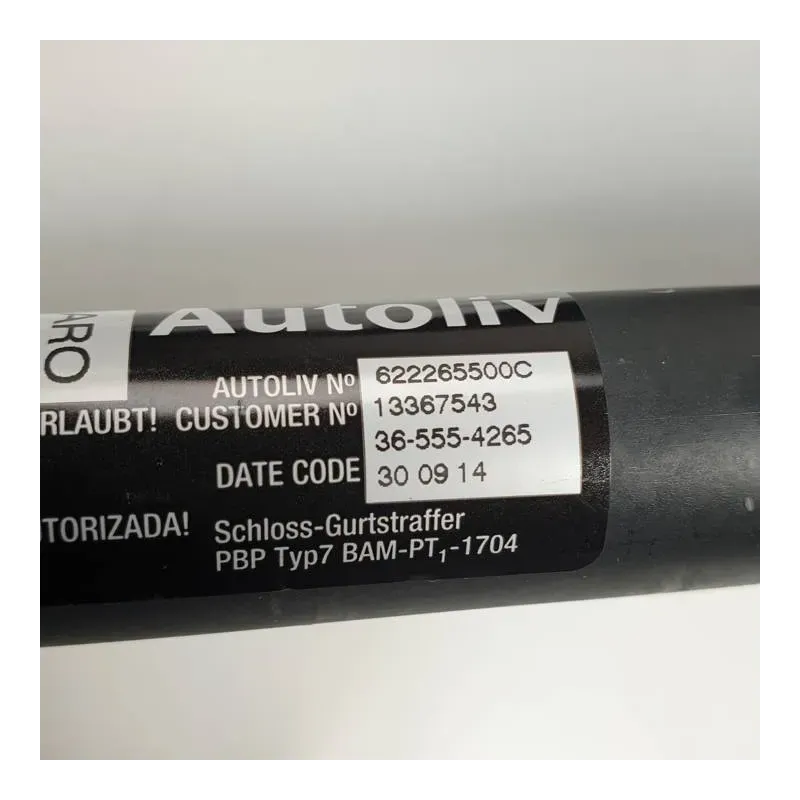 ARO
Autoliv
AUTOLIV Nº 622265500C
RLAUBT! CUSTOMER Nº 13367543
36-555-4265
DATE CODE 30 09 14
UTORIZADA! Schloss-Gurtstraffer
PBP Typ7 BAM-PT₁-1704